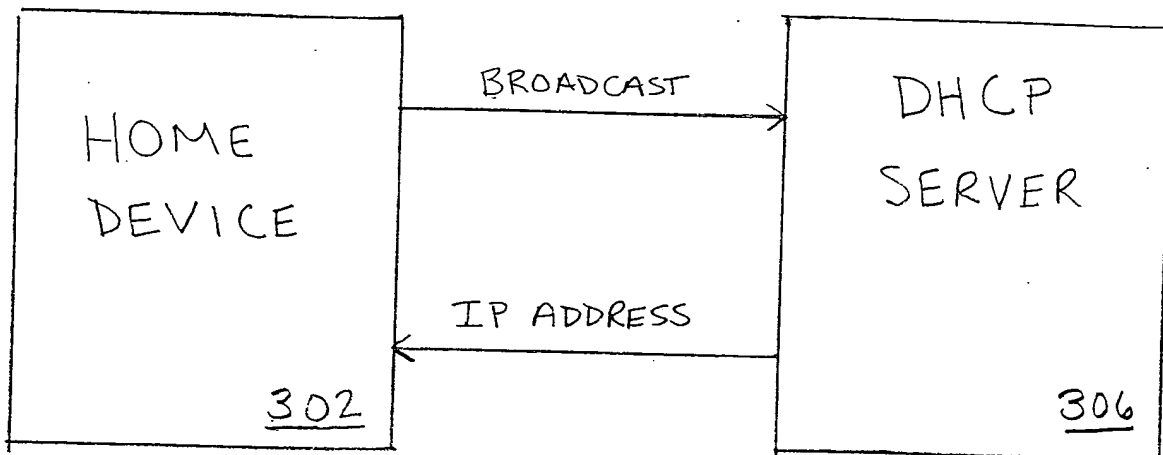 HOME
DEVICE
302
BROADCAST
IP ADDRESS
DHCP
SERVER
306